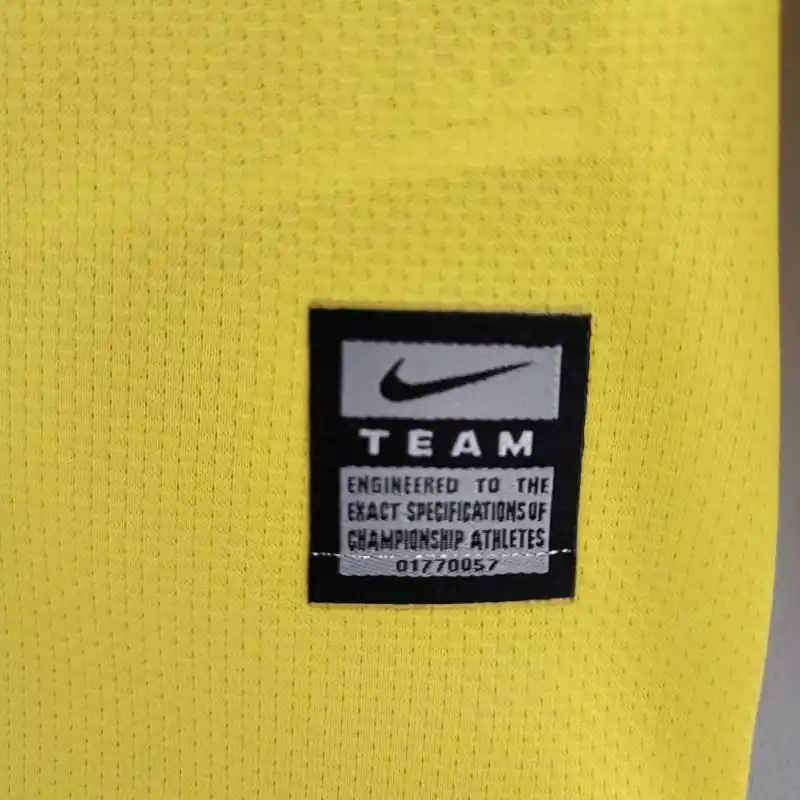 TEAM
ENGINEERED TO THE
EXACT SPECIFICATIONS OF
CHAMPIONSHIP ATHLETES
01770057